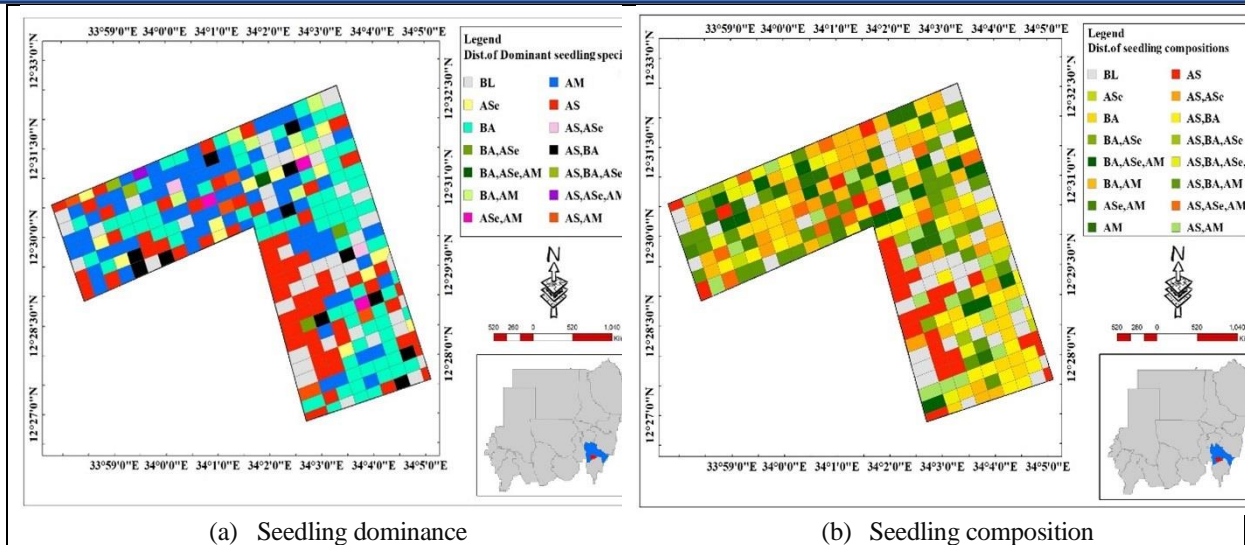 33°59'0"E 34°0'0"E 34°1'0"E 34°2'0"E 34°3'0"E 34°4'0"E 34°5'0"E
12°33'0"N
12°31'30"N
12°30'0"N
12°28'30"N
12°27'0"N
12°32'30"N
12°31'0"N
12°29'30"N
12°28'0"N
33°59'0"E 34°0'0"E 34°1'0"E 34°2'0"E 34°3'0"E 34°4'0"E 34°5'0"E
Legend
Dist.of Dominant seedling speci
BL AM
ASe AS
BA AS,ASe
BA,ASe AS,BA
BA,ASe,AM AS,BA,ASe
BA,AM AS,ASe,AM
ASe,AM AS,AM
N
520 260 0 520 1,040
(a) Seedling dominance
33°59'0"E 34°0'0"E 34°1'0"E 34°2'0"E 34°3'0"E 34°4'0"E 34°5'0"E
12°33'0"N
12°31'30"N
12°30'0"N
12°28'30"N
12°27'0"N
12°32'30"N
12°31'0"N
12°29'30"N
12°28'0"N
33°59'0"E 34°0'0"E 34°1'0"E 34°2'0"E 34°3'0"E 34°4'0"E 34°5'0"E
Legend
Dist.of seedling compositions
BL AS
ASe AS,ASe
BA AS,BA
BA,ASe AS,BA,ASe
BA,ASe,AM AS,BA,ASe,
BA,AM AS,BA,AM
ASe,AM AS,ASe,AM
AM AS,AM
N
520 260 0 520 1,040
(b) Seedling composition